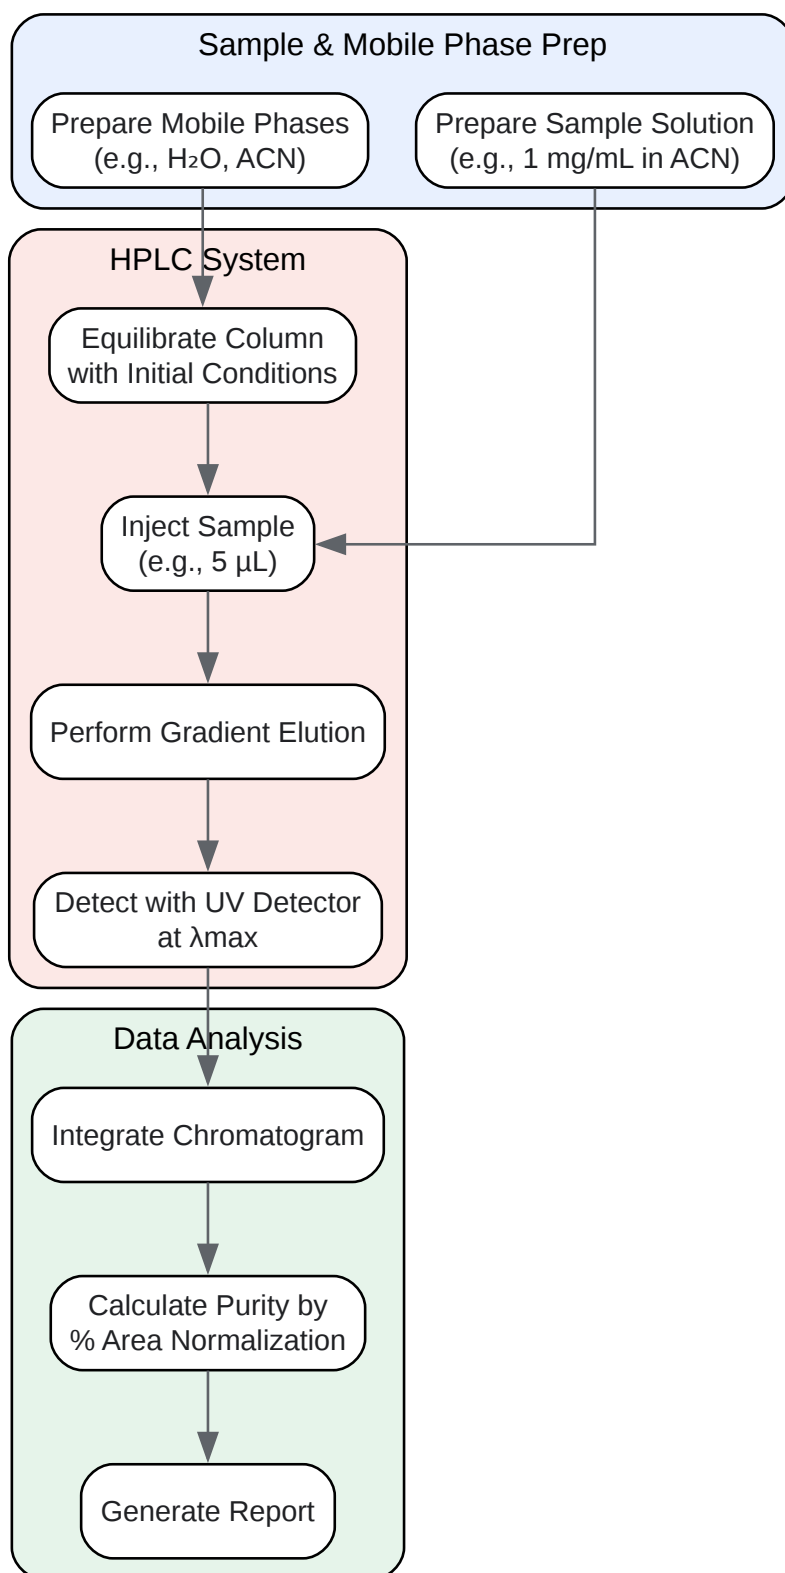 Sample & Mobile Phase Prep
Prepare Mobile Phases
(e.g., H₂O, ACN)
Prepare Sample Solution
(e.g., 1 mg/mL in ACN)
HPLC System
Equilibrate Column
with Initial Conditions
Inject Sample
(e.g., 5 µL)
Perform Gradient Elution
Detect with UV Detector
at λmax
Data Analysis
Integrate Chromatogram
Calculate Purity by
% Area Normalization
Generate Report